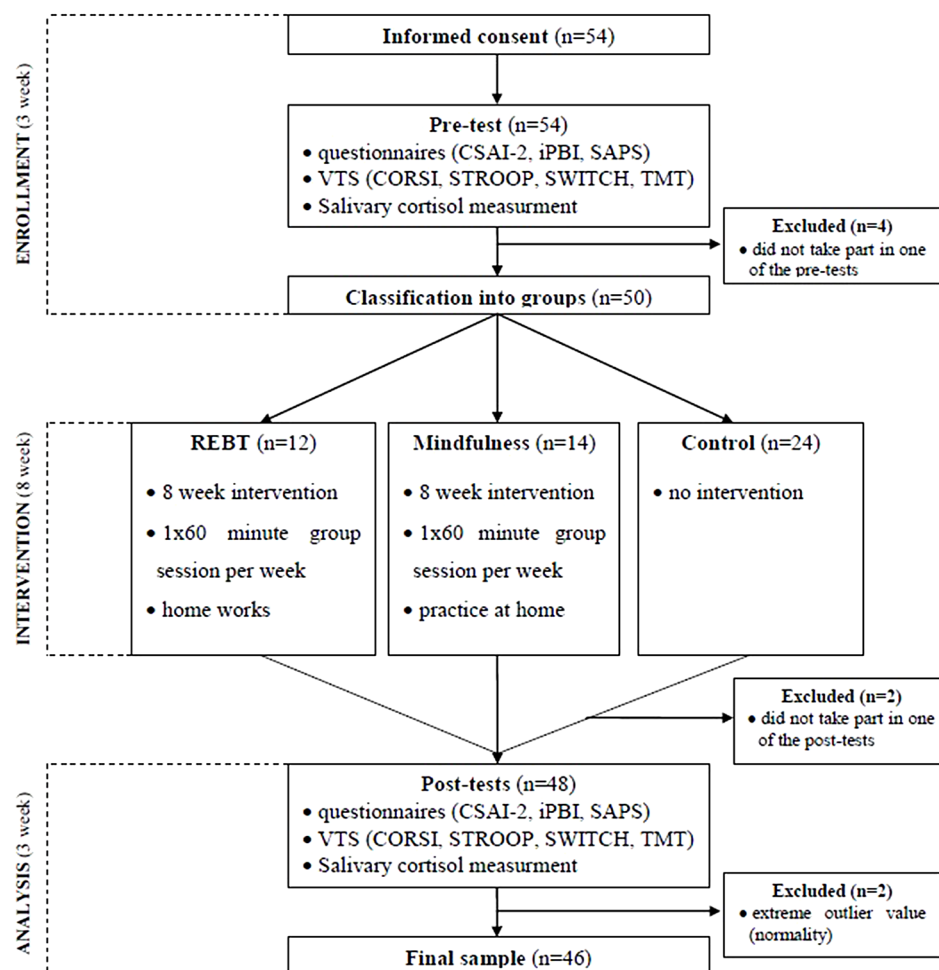 ENROLLMENT (3 week)
Informed consent (n=54)
Pre-test (n=54)
• questionnaires (CSAI-2, iPBI, SAPS)
• VTS (CORSI, STROOP, SWITCH, TMT)
• Salivary cortisol measurment
Excluded (n=4)
• did not take part in one
of the pre-tests
Classification into groups (n=50)
INTERVENTION (8 week)
REBT (n=12)
• 8 week intervention
• 1x60 minute group
session per week
• home works
Mindfulness (n=14)
• 8 week intervention
• 1x60 minute group
session per week
• practice at home
Control (n=24)
• no intervention
Excluded (n=2)
• did not take part in one
of the post-tests
ANALYSIS (3 week)
Post-tests (n=48)
• questionnaires (CSAI-2, iPBI, SAPS)
• VTS (CORSI, STROOP, SWITCH, TMT)
• Salivary cortisol measurment
Excluded (n=2)
• extreme outlier value
(normality)
Final sample (n=46)